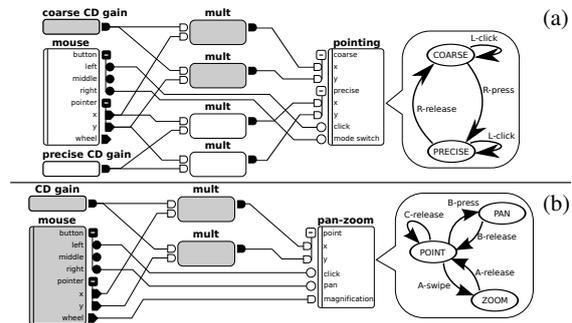 coarse CD gain
mult
(a)
mouse
button
left
middle
right
pointer
x
y
wheel
mult
mult
mult
precise CD gain
pointing
coarse
x
y
precise
x
y
click
mode switch
COARSE
L-click
R-press
R-release
L-click
PRECISE
CD gain
mult
(b)
mouse
button
left
middle
right
pointer
x
y
wheel
mult
pan-zoom
point
x
y
click
pan
magnification
C-release
B-press
PAN
B-release
POINT
A-release
A-swipe
ZOOM